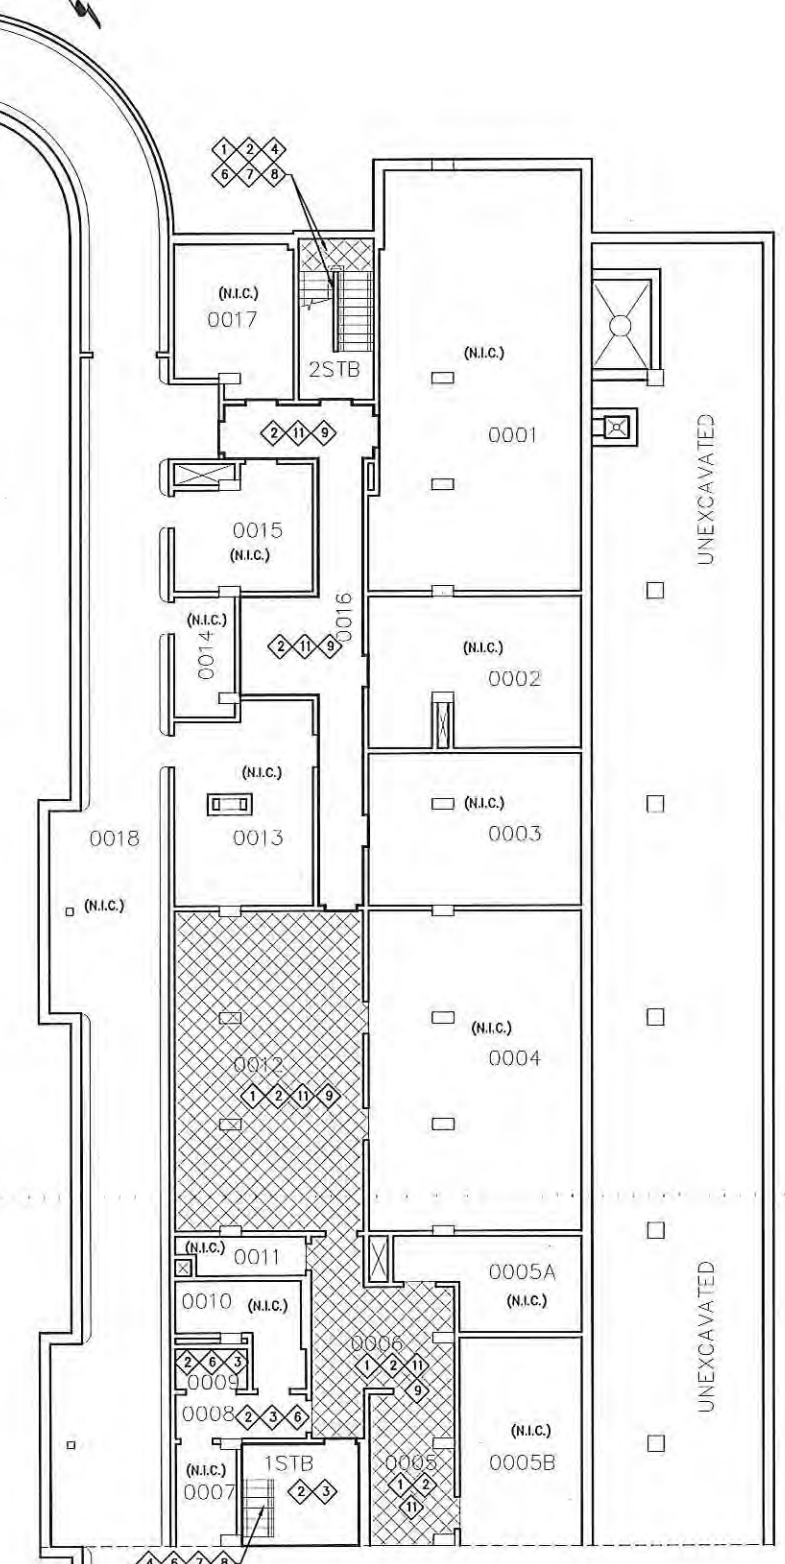 1 2 4
6 7 8
(N.I.C.)
0017
2STB
(N.I.C.)
0001
2 11 9
UNEXCAVATED
0015
(N.I.C.)
0016
(N.I.C.)
0014
2 11 9
(N.I.C.)
0002
(N.I.C.)
0013
(N.I.C.)
0003
0018
(N.I.C.)
(N.I.C.)
0004
0012
1 2 11 9
(N.I.C.)
0011
0005A
(N.I.C.)
0010
(N.I.C.)
UNEXCAVATED
0006
1 2 11
9
2 6 3
0009
0008
2 3 6
(N.I.C.)
0007
1STB
2 3
0005
1 2
11
(N.I.C.)
0005B
4 6 7 8